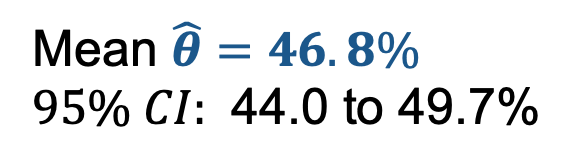 Mean θ̂ = 46.8%
95% CI: 44.0 to 49.7%